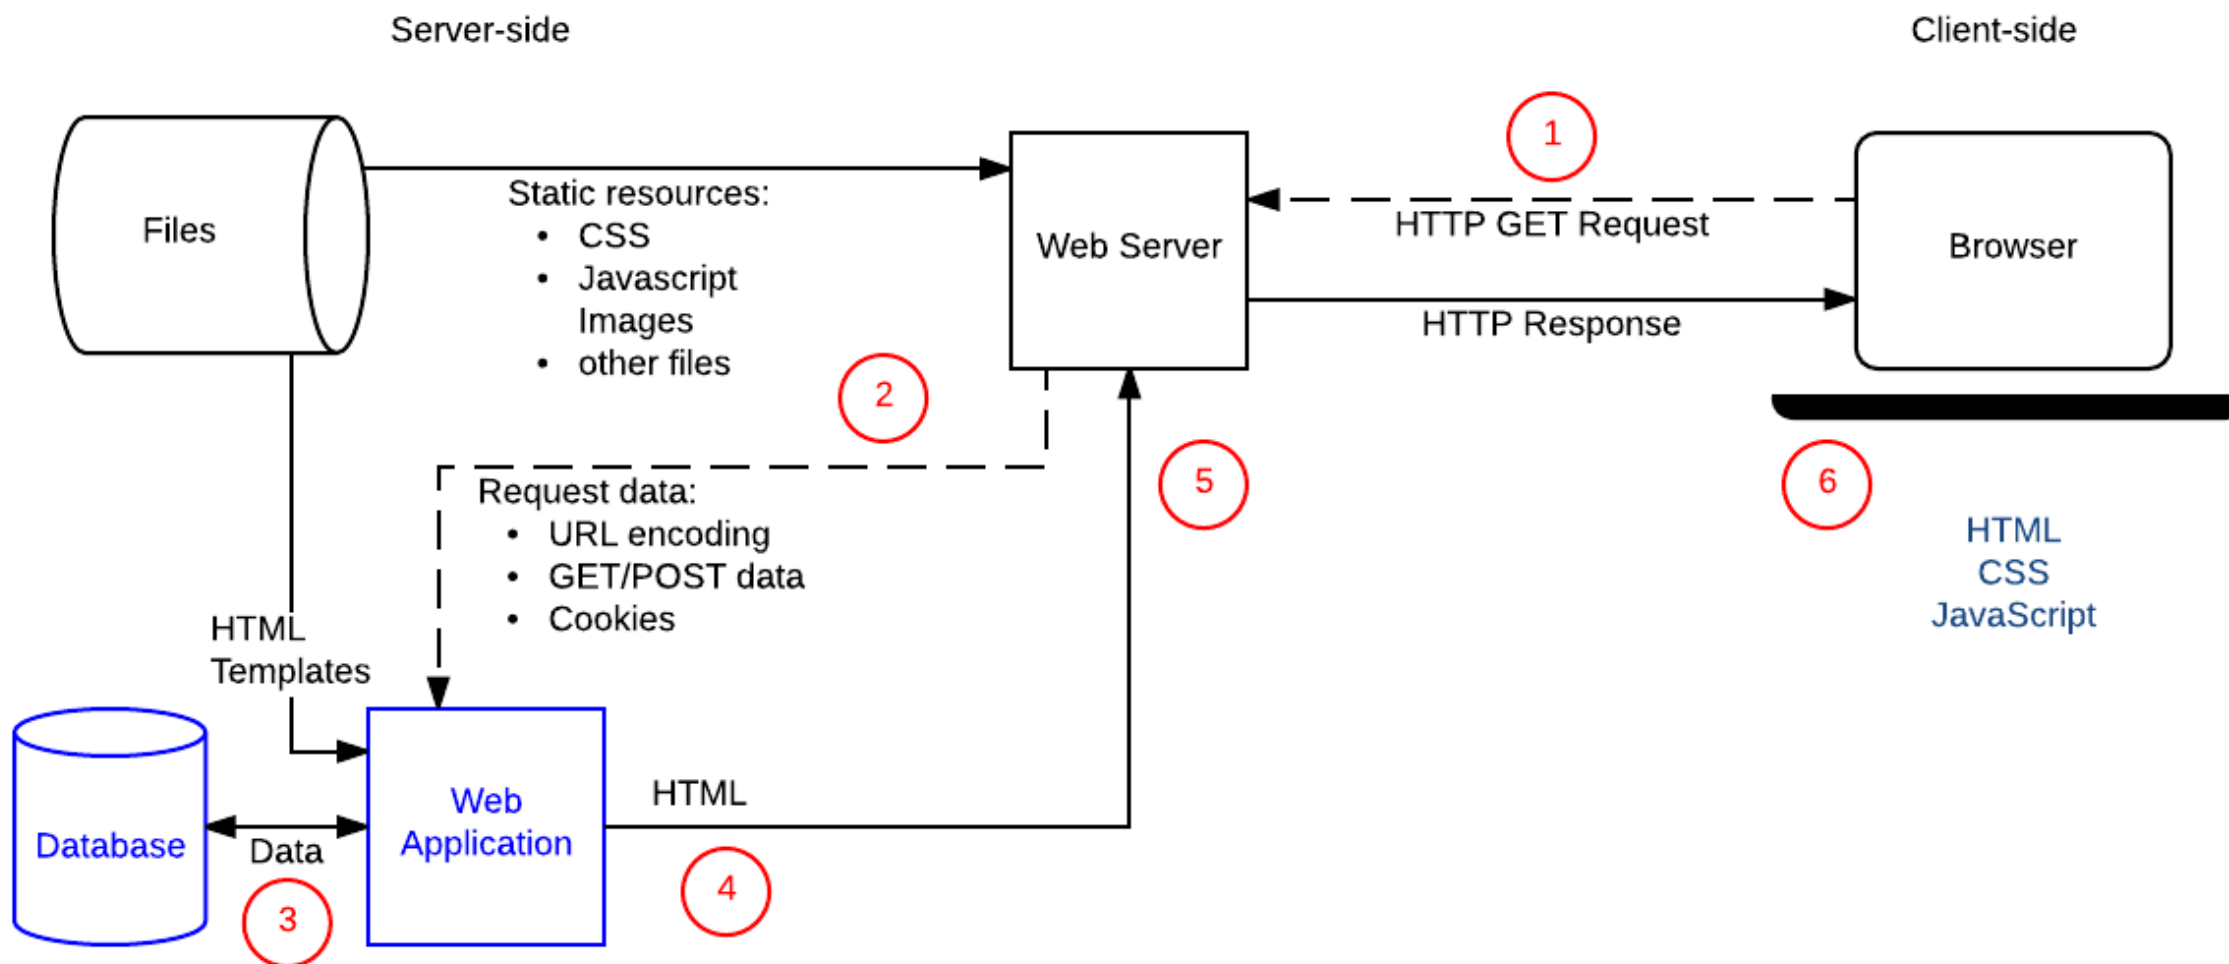 Server-side
Client-side
1
Files
Static resources:
• CSS
• Javascript
Images
• other files
Web Server
HTTP GET Request
HTTP Response
Browser
2
5
6
Request data:
• URL encoding
• GET/POST data
• Cookies
HTML
CSS
JavaScript
HTML
Templates
Database
Data
3
Web
Application
HTML
4